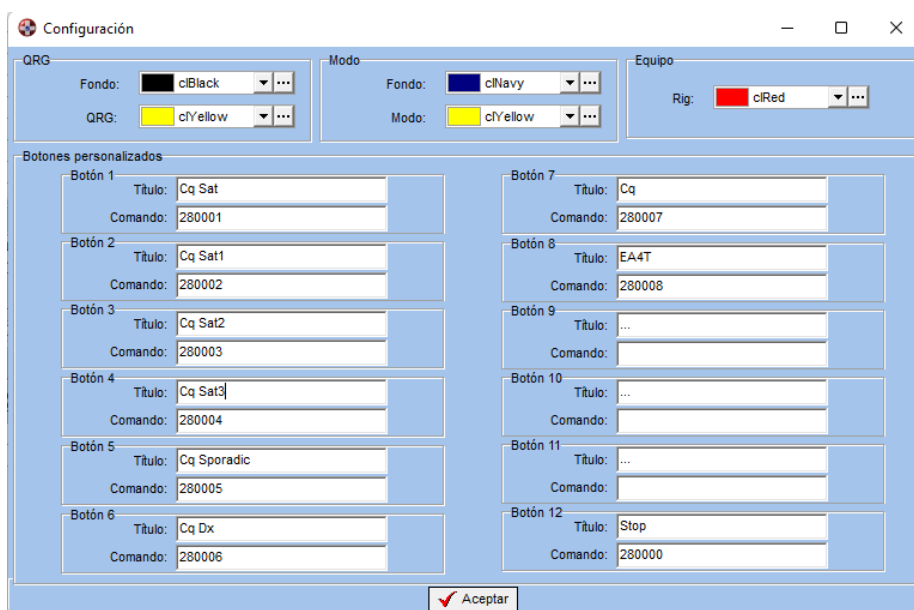 Configuración
QRG
Fondo: clBlack
QRG: clYellow
Modo
Fondo: clNavy
Modo: clYellow
Equipo
Rig: clRed
Botones personalizados
Botón 1
Título: Cq Sat
Comando: 280001
Botón 2
Título: Cq Sat1
Comando: 280002
Botón 3
Título: Cq Sat2
Comando: 280003
Botón 4
Título: Cq Sat3
Comando: 280004
Botón 5
Título: Cq Sporadic
Comando: 280005
Botón 6
Título: Cq Dx
Comando: 280006
Botón 7
Título: Cq
Comando: 280007
Botón 8
Título: EA4T
Comando: 280008
Botón 9
Título: ...
Comando:
Botón 10
Título: ...
Comando:
Botón 11
Título: ...
Comando:
Botón 12
Título: Stop
Comando: 280000
Aceptar